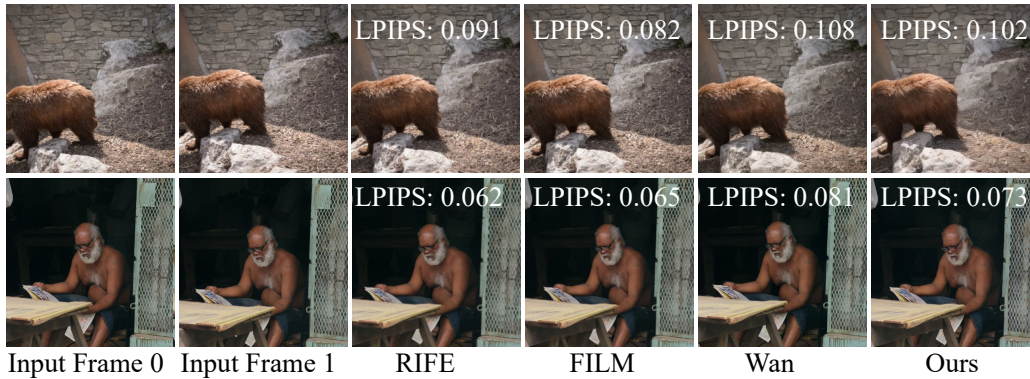 LPIPS: 0.091
LPIPS: 0.082
LPIPS: 0.108
LPIPS: 0.102
LPIPS: 0.062
LPIPS: 0.065
LPIPS: 0.081
LPIPS: 0.073
Input Frame 0
Input Frame 1
RIFE
FILM
Wan
Ours